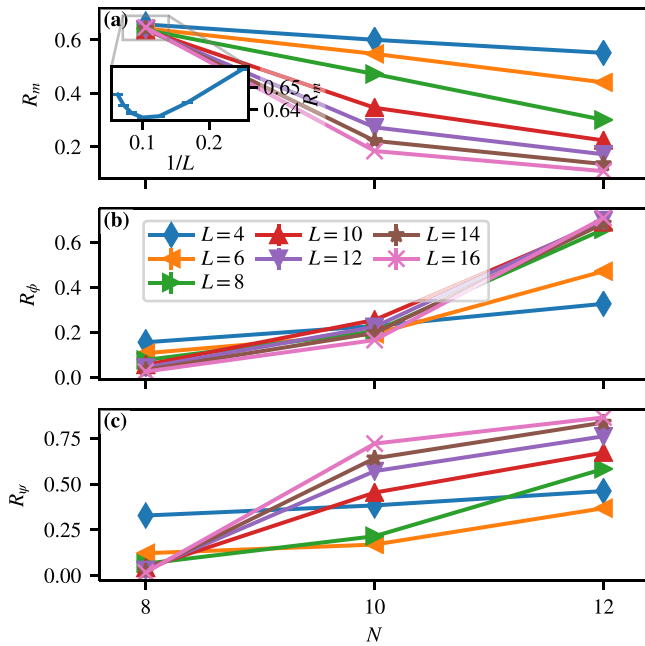 (a)
0.6
0.4
0.2
R_m
0.65
0.64
R_m
0.1 0.2
1/L
(b)
0.6
0.4
0.2
0.0
R_ϕ
L = 4 L = 10 L = 14
L = 6 L = 12 L = 16
L = 8
(c)
0.75
0.50
0.25
0.00
R_ψ
8 10 12
N